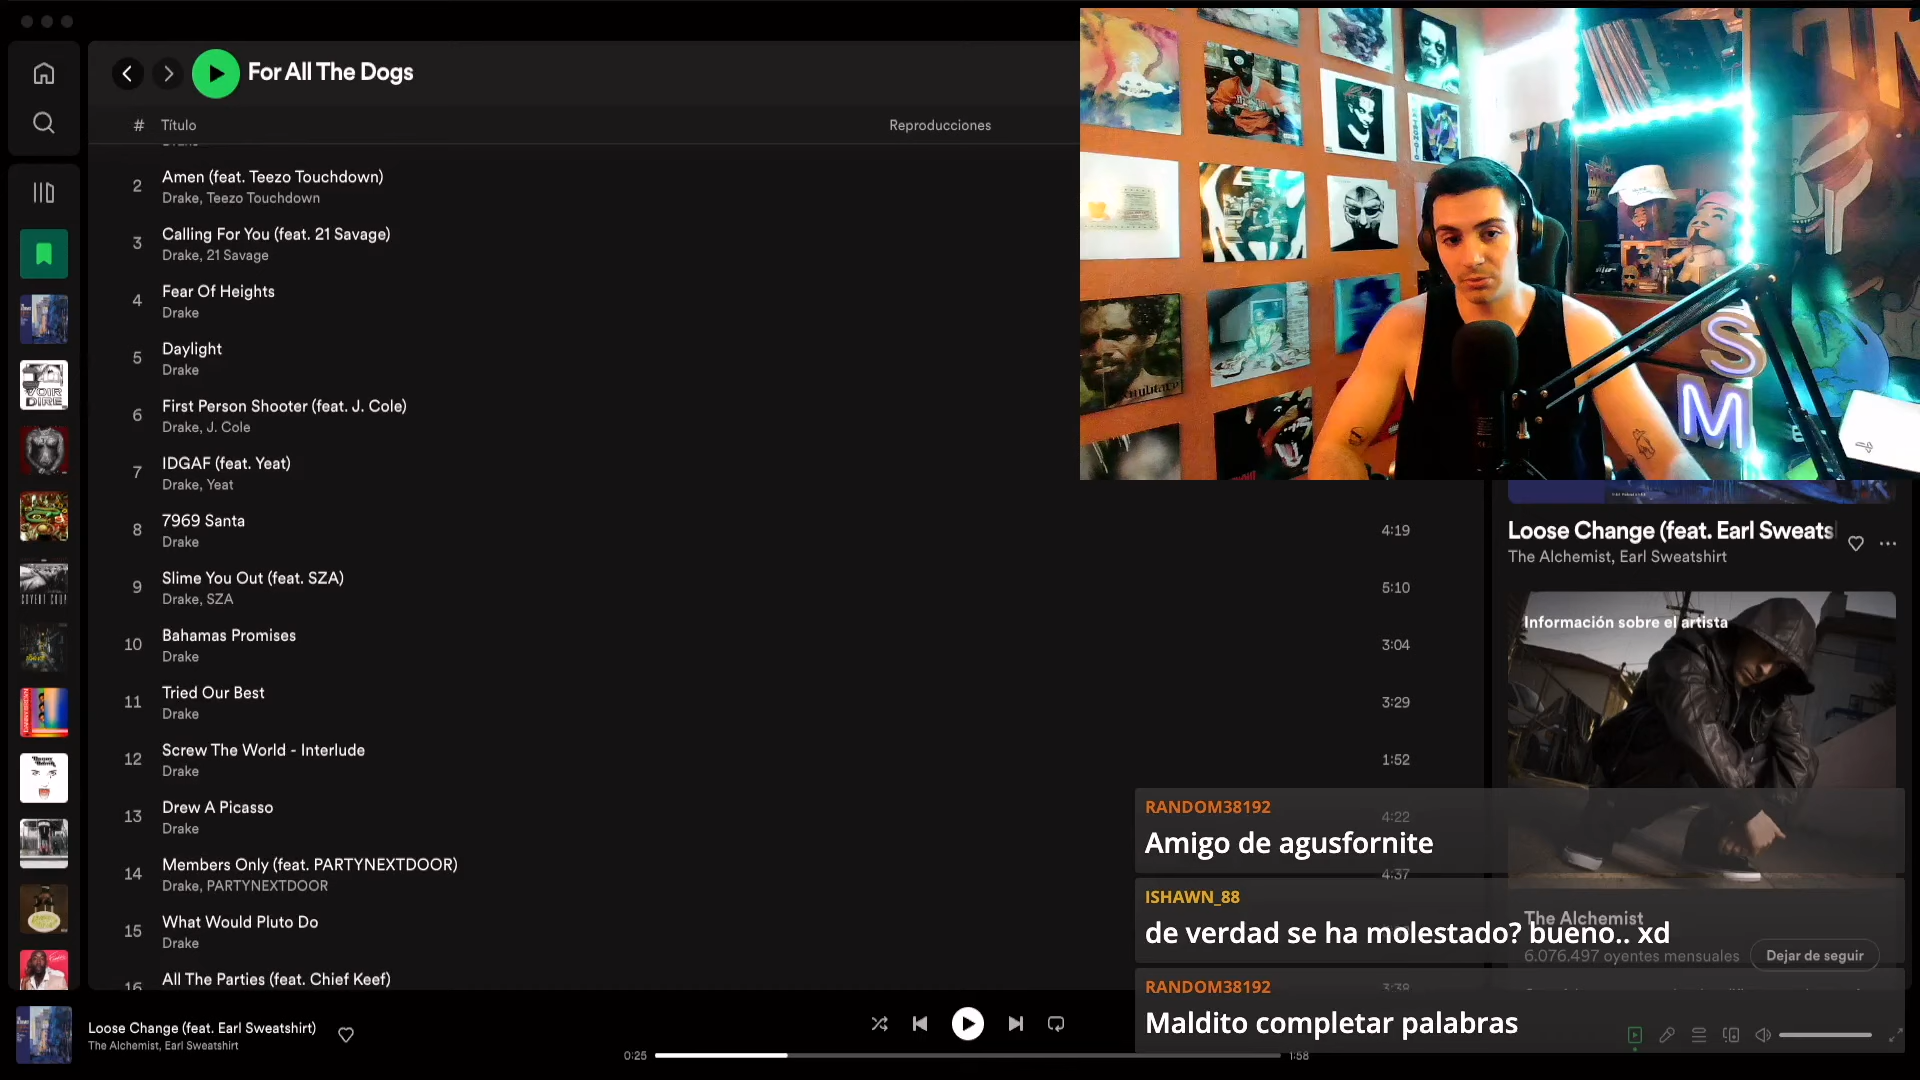 For All The Dogs
# Título Reproducciones
2 Amen (feat. Teezo Touchdown)
Drake, Teezo Touchdown
3 Calling For You (feat. 21 Savage)
Drake, 21 Savage
4 Fear Of Heights
Drake
5 Daylight
Drake
6 First Person Shooter (feat. J. Cole)
Drake, J. Cole
7 IDGAF (feat. Yeat)
Drake, Yeat
8 7969 Santa 4:19
Drake
9 Slime You Out (feat. SZA) 5:10
Drake, SZA
10 Bahamas Promises 3:04
Drake
11 Tried Our Best 3:29
Drake
12 Screw The World - Interlude 1:52
Drake
13 Drew A Picasso 4:22
Drake
14 Members Only (feat. PARTYNEXTDOOR) 4:37
Drake, PARTYNEXTDOOR
15 What Would Pluto Do
Drake
16 All The Parties (feat. Chief Keef) 3:38
S
M
VOIR
DIRE
Loose Change (feat. Earl Sweats
The Alchemist, Earl Sweatshirt
Información sobre el artista
The Alchemist
6.076.497 oyentes mensuales
Dejar de seguir
RANDOM38192
Amigo de agusfornite
ISHAWN_88
de verdad se ha molestado? bueno.. xd
RANDOM38192
Maldito completar palabras
Loose Change (feat. Earl Sweatshirt)
The Alchemist, Earl Sweatshirt
0:25 1:58